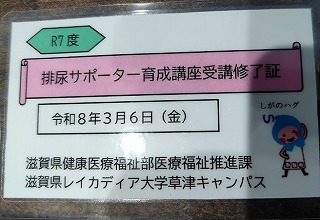 R7度
排尿サポーター育成講座受講修了証
令和8年3月6日（金）
しがのハグ
滋賀県健康医療福祉部医療福祉推進課
滋賀県レイカディア大学草津キャンパス